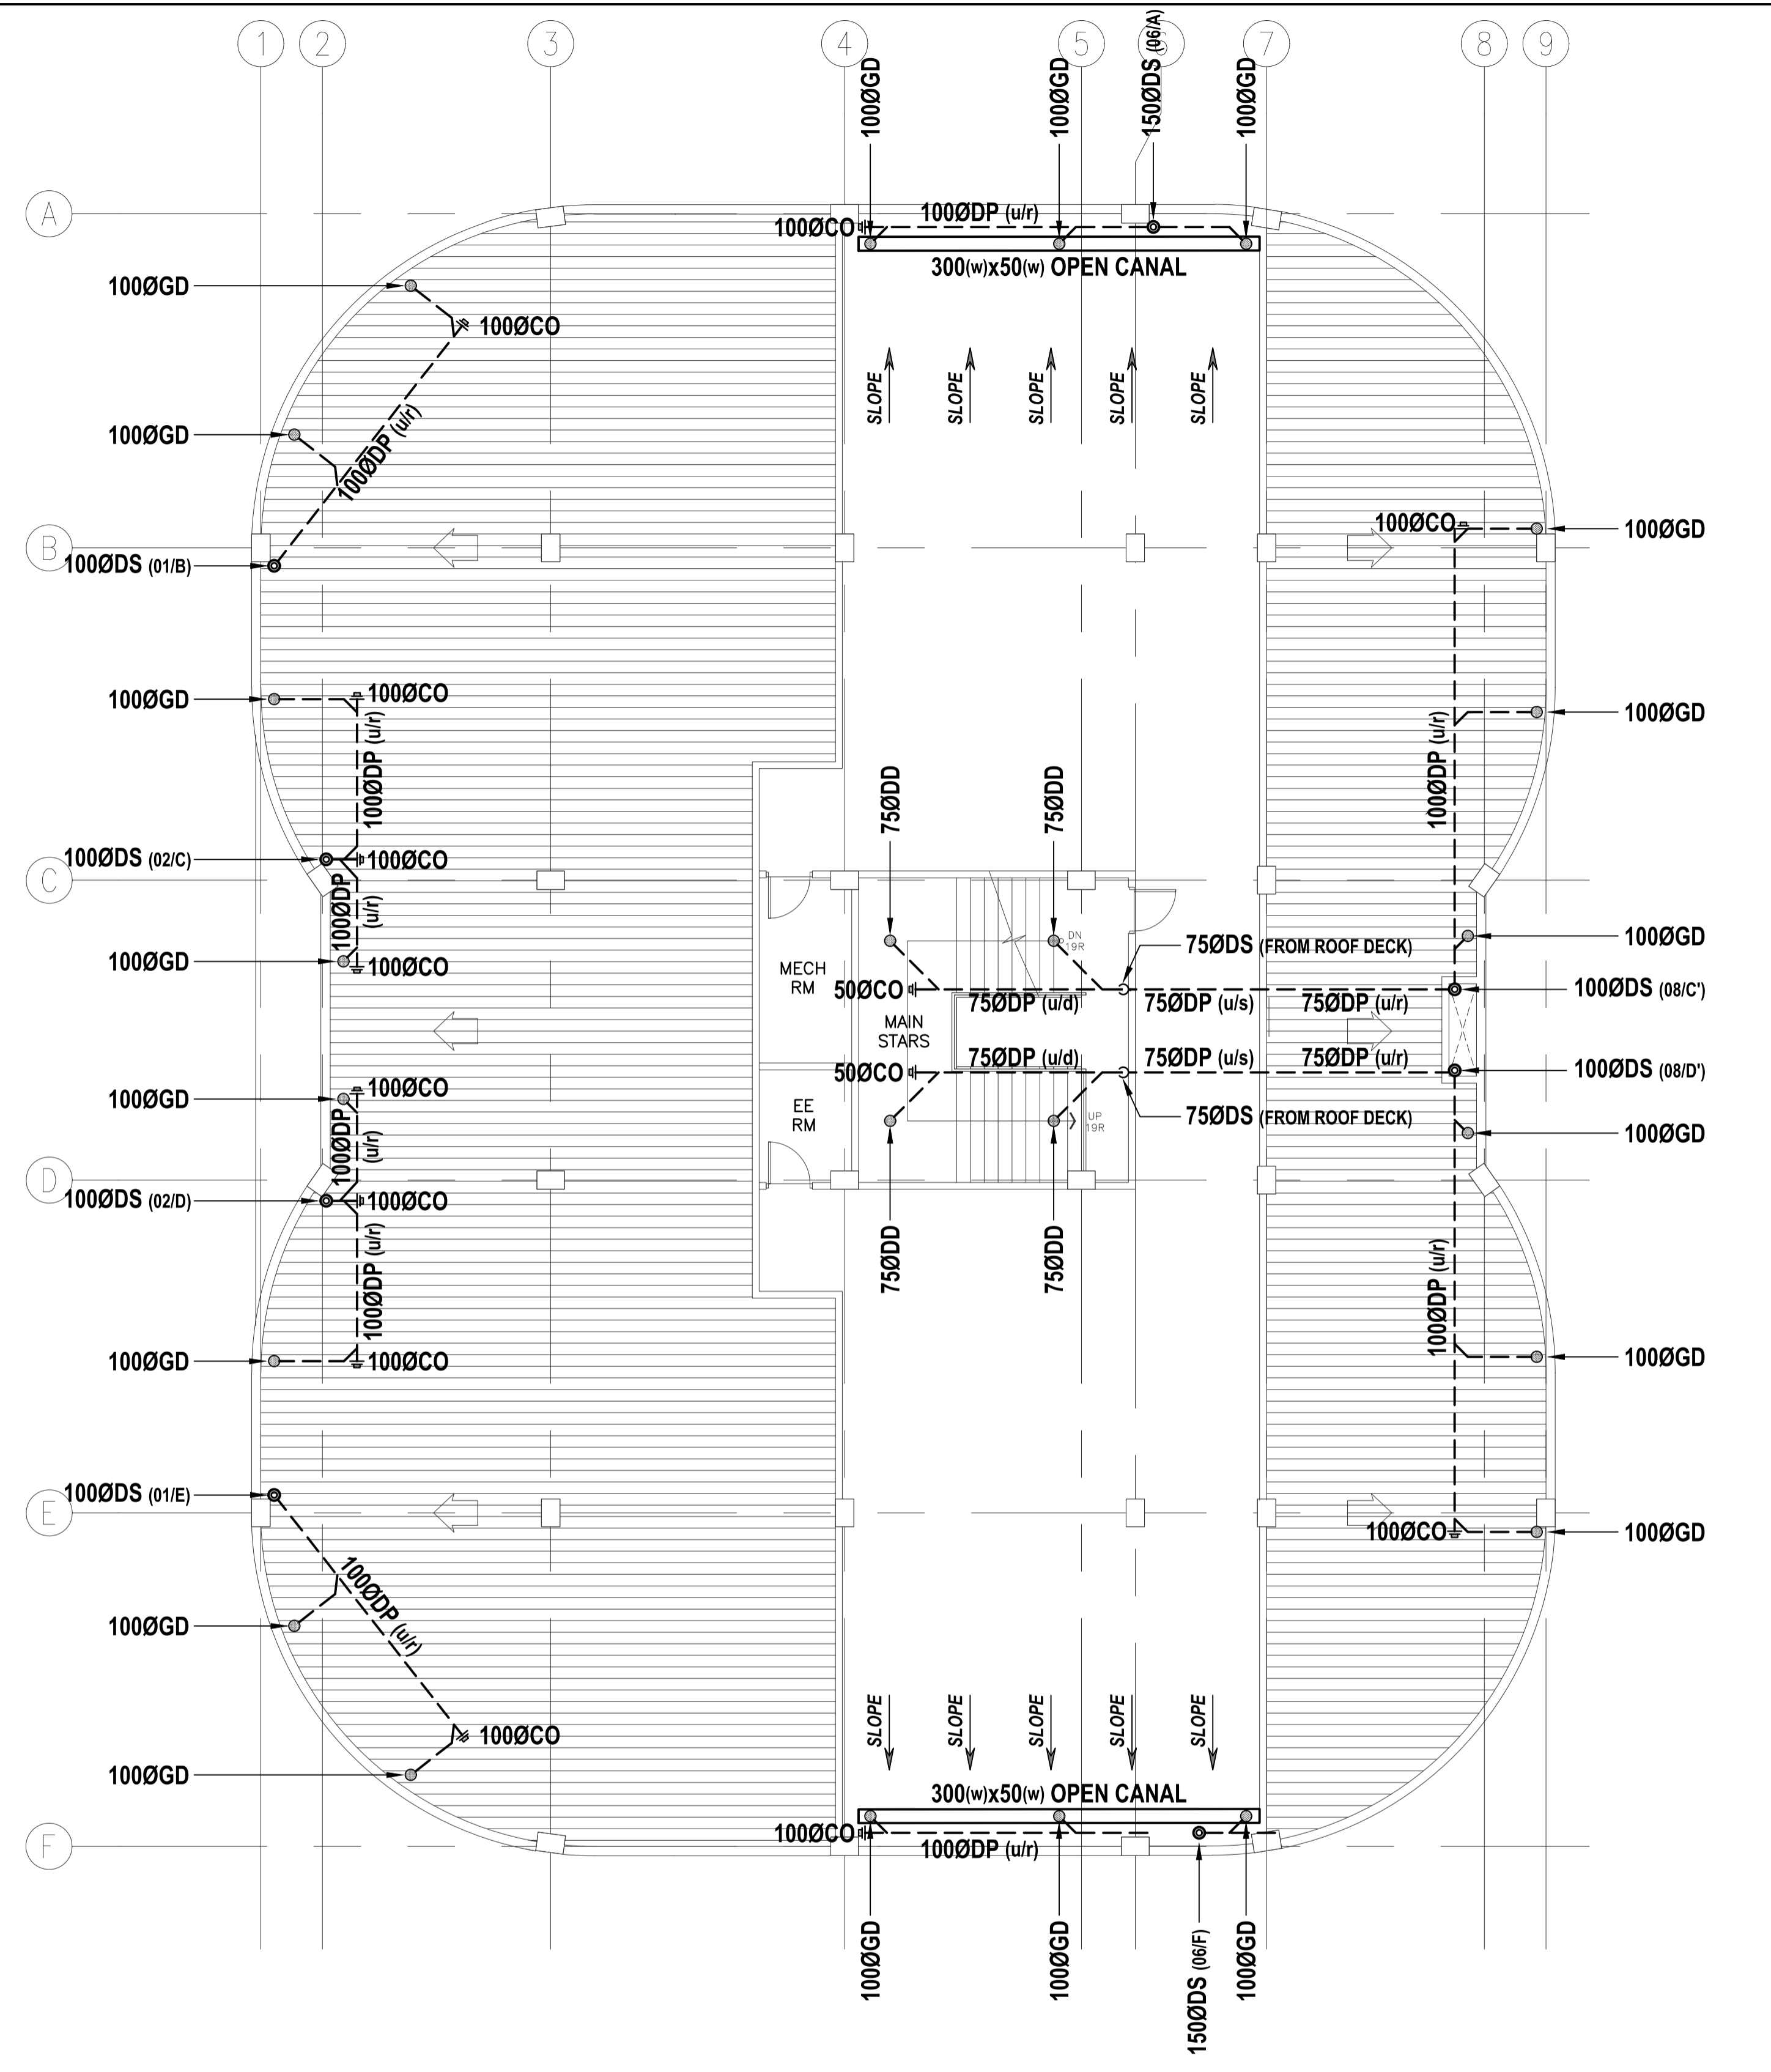 1 2 3 4 5 6 7 8 9
100ØGD
100ØGD
150ØDS (06/A)
100ØGD
A
100ØCO
100ØDP (u/r)
300(w)x50(w) OPEN CANAL
100ØGD
100ØCO
SLOPE
SLOPE
SLOPE
SLOPE
SLOPE
100ØGD
100ØDP (u/r)
B
100ØDS (01/B)
100ØCO
100ØGD
100ØGD
100ØCO
100ØDP (u/r)
100ØGD
100ØDP (u/r)
75ØDD
75ØDD
100ØDS (02/C)
100ØCO
C
100ØDP
(u/r)
100ØGD
100ØCO
DN
19R
75ØDS (FROM ROOF DECK)
100ØGD
MECH
RM
50ØCO
75ØDP (u/d)
75ØDP (u/s)
75ØDP (u/r)
100ØDS (08/C')
MAIN
STARS
50ØCO
75ØDP (u/d)
75ØDP (u/s)
75ØDP (u/r)
100ØDS (08/D')
100ØGD
100ØCO
100ØDP
(u/r)
EE
RM
UP
19R
75ØDS (FROM ROOF DECK)
100ØGD
D
100ØDS (02/D)
100ØCO
75ØDD
75ØDD
100ØDP (u/r)
100ØDP (u/r)
100ØGD
100ØCO
100ØGD
E
100ØDS (01/E)
100ØCO
100ØGD
100ØDP (u/r)
100ØGD
SLOPE
SLOPE
SLOPE
SLOPE
SLOPE
100ØCO
100ØGD
300(w)x50(w) OPEN CANAL
F
100ØCO
100ØDP (u/r)
100ØGD
100ØGD
150ØDS (06/F)
100ØGD